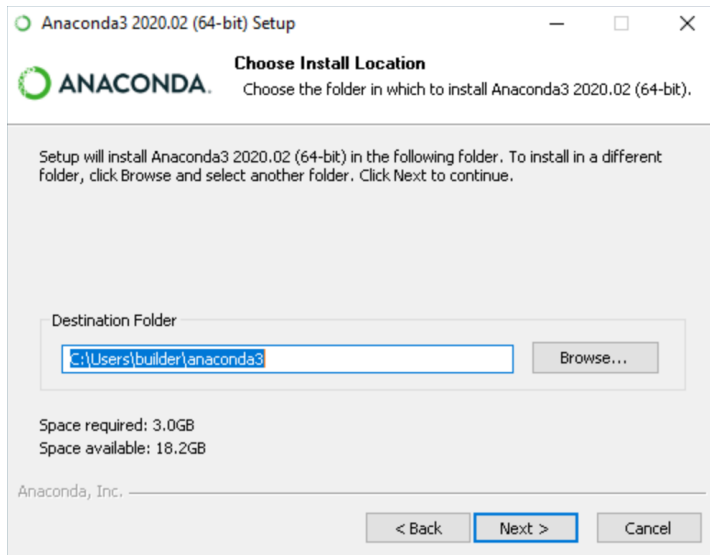 Anaconda3 2020.02 (64-bit) Setup
ANACONDA.
Choose Install Location
Choose the folder in which to install Anaconda3 2020.02 (64-bit).
Setup will install Anaconda3 2020.02 (64-bit) in the following folder. To install in a different
folder, click Browse and select another folder. Click Next to continue.
Destination Folder
C:\Users\builder\anaconda3
Browse...
Space required: 3.0GB
Space available: 18.2GB
Anaconda, Inc.
< Back
Next >
Cancel